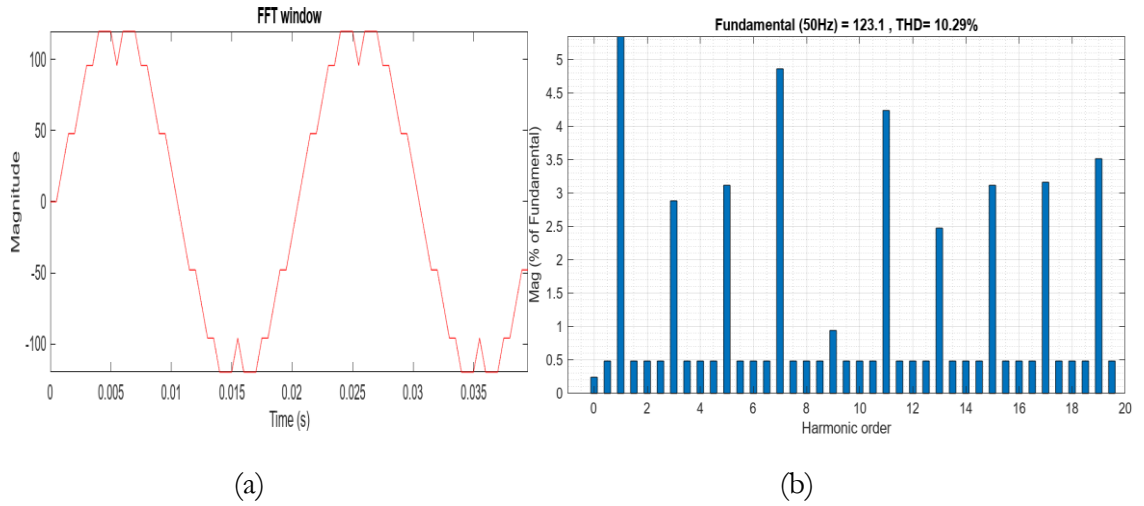 FFT window
Magnitude
100
50
0
-50
-100
0 0.005 0.01 0.015 0.02 0.025 0.03 0.035
Time (s)
(a)
Fundamental (50Hz) = 123.1 , THD= 10.29%
Mag (% of Fundamental)
5
4.5
4
3.5
3
2.5
2
1.5
1
0.5
0
0 2 4 6 8 10 12 14 16 18 20
Harmonic order
(b)